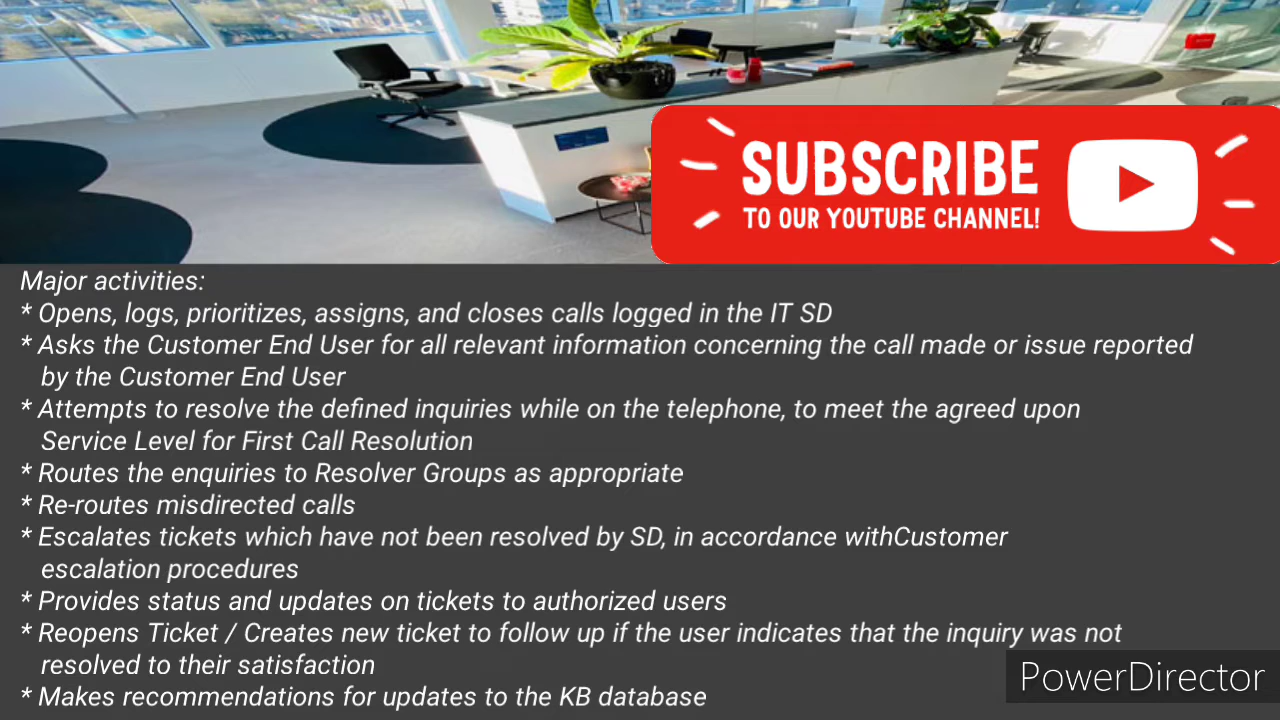 SUBSCRIBE
TO OUR YOUTUBE CHANNEL!
Major activities:
* Opens, logs, prioritizes, assigns, and closes calls logged in the IT SD
* Asks the Customer End User for all relevant information concerning the call made or issue reported
by the Customer End User
* Attempts to resolve the defined inquiries while on the telephone, to meet the agreed upon
Service Level for First Call Resolution
* Routes the enquiries to Resolver Groups as appropriate
* Re-routes misdirected calls
* Escalates tickets which have not been resolved by SD, in accordance withCustomer
escalation procedures
* Provides status and updates on tickets to authorized users
* Reopens Ticket / Creates new ticket to follow up if the user indicates that the inquiry was not
resolved to their satisfaction
* Makes recommendations for updates to the KB database
PowerDirector